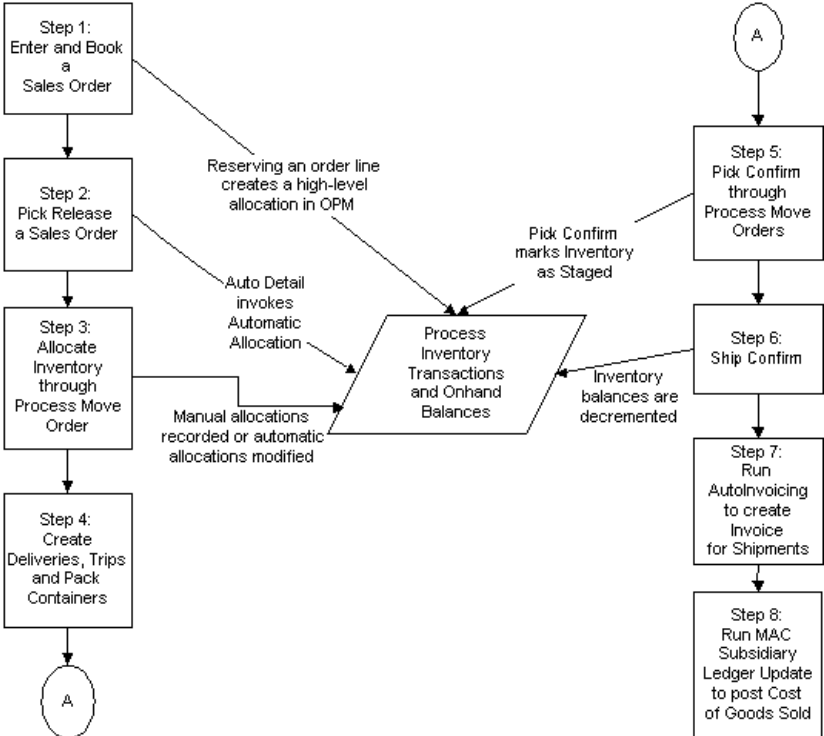 Step 1:
Enter and Book
a
Sales Order
Reserving an order line
creates a high-level
allocation in OPM
Step 2:
Pick Release
a Sales Order
Auto Detail
invokes
Automatic
Allocation
Step 3:
Allocate
Inventory
through
Process Move
Order
Manual allocations
recorded or automatic
allocations modified
Step 4:
Create
Deliveries, Trips
and Pack
Containers
A
Process
Inventory
Transactions
and Onhand
Balances
A
Step 5:
Pick Confirm
through
Process Move
Orders
Pick Confirm
marks Inventory
as Staged
Step 6:
Ship Confirm
Inventory
balances are
decremented
Step 7:
Run
AutoInvoicing
to create
Invoice
for Shipments
Step 8:
Run MAC
Subsidiary
Ledger Update
to post Cost
of Goods Sold